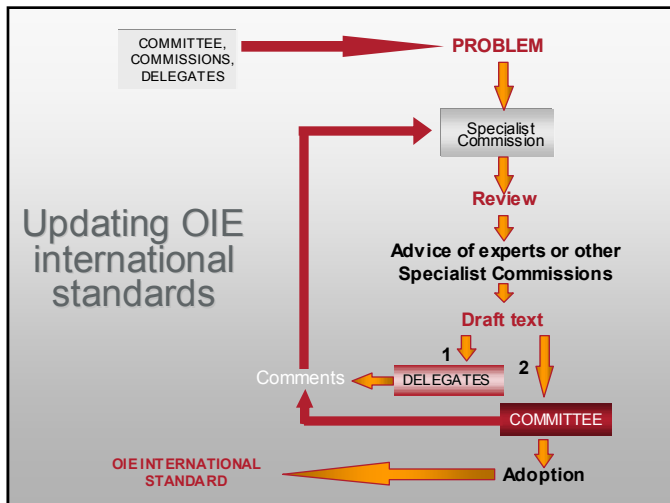 COMMITTEE,
COMMISSIONS,
DELEGATES
PROBLEM
Specialist
Commission
Review
Updating OIE
international
standards
Advice of experts or other
Specialist Commissions
Draft text
1
2
Comments
DELEGATES
COMMITTEE
OIE INTERNATIONAL
STANDARD
Adoption